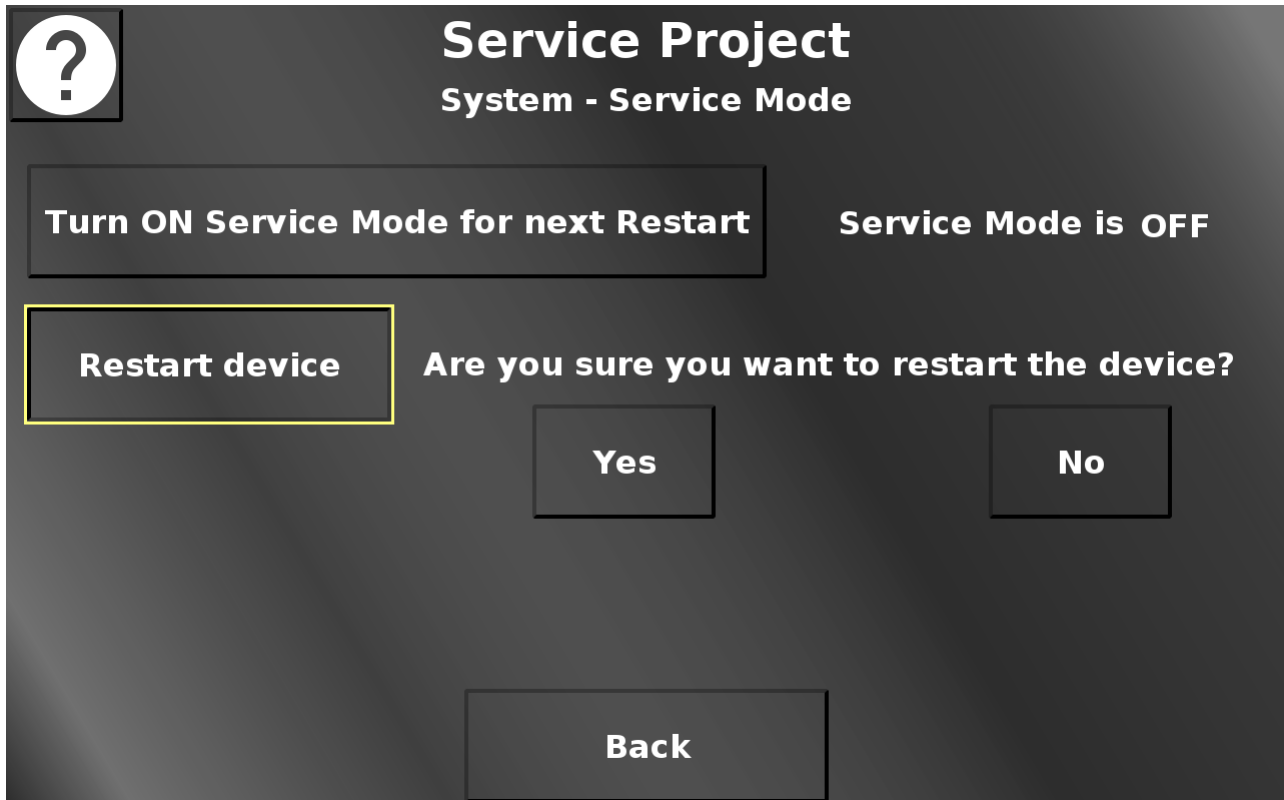 ?
Service Project
System - Service Mode
Turn ON Service Mode for next Restart
Service Mode is OFF
Restart device
Are you sure you want to restart the device?
Yes
No
Back